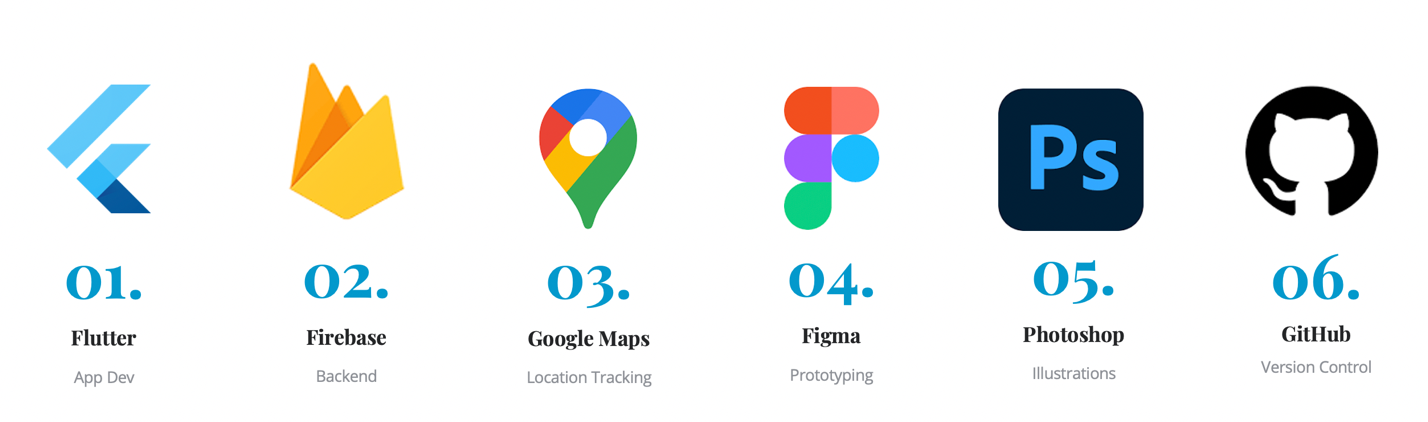 Ps
01.
Flutter
App Dev
02.
Firebase
Backend
03.
Google Maps
Location Tracking
04.
Figma
Prototyping
05.
Photoshop
Illustrations
06.
GitHub
Version Control